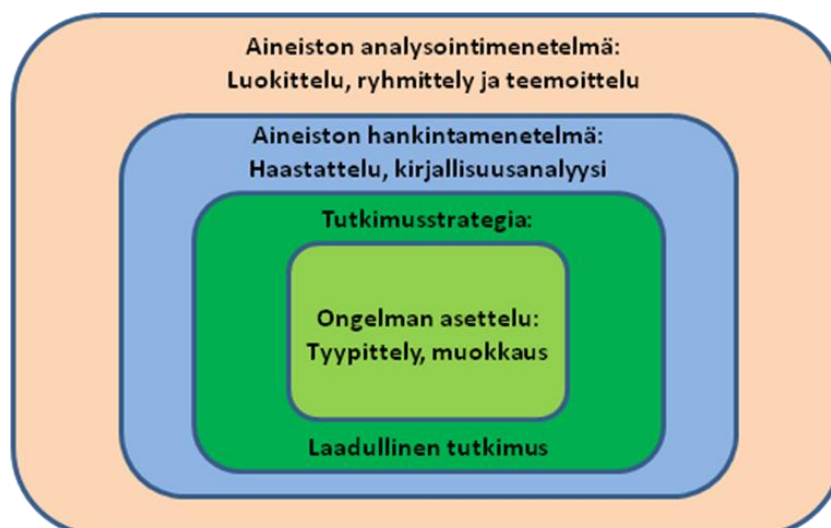 Aineiston analysointimenetelmä:
Luokittelu, ryhmittely ja teemoittelu
Aineiston hankintamenetelmä:
Haastattelu, kirjallisuusanalyysi
Tutkimusstrategia:
Ongelman asettelu:
Tyypittely, muokkaus
Laadullinen tutkimus